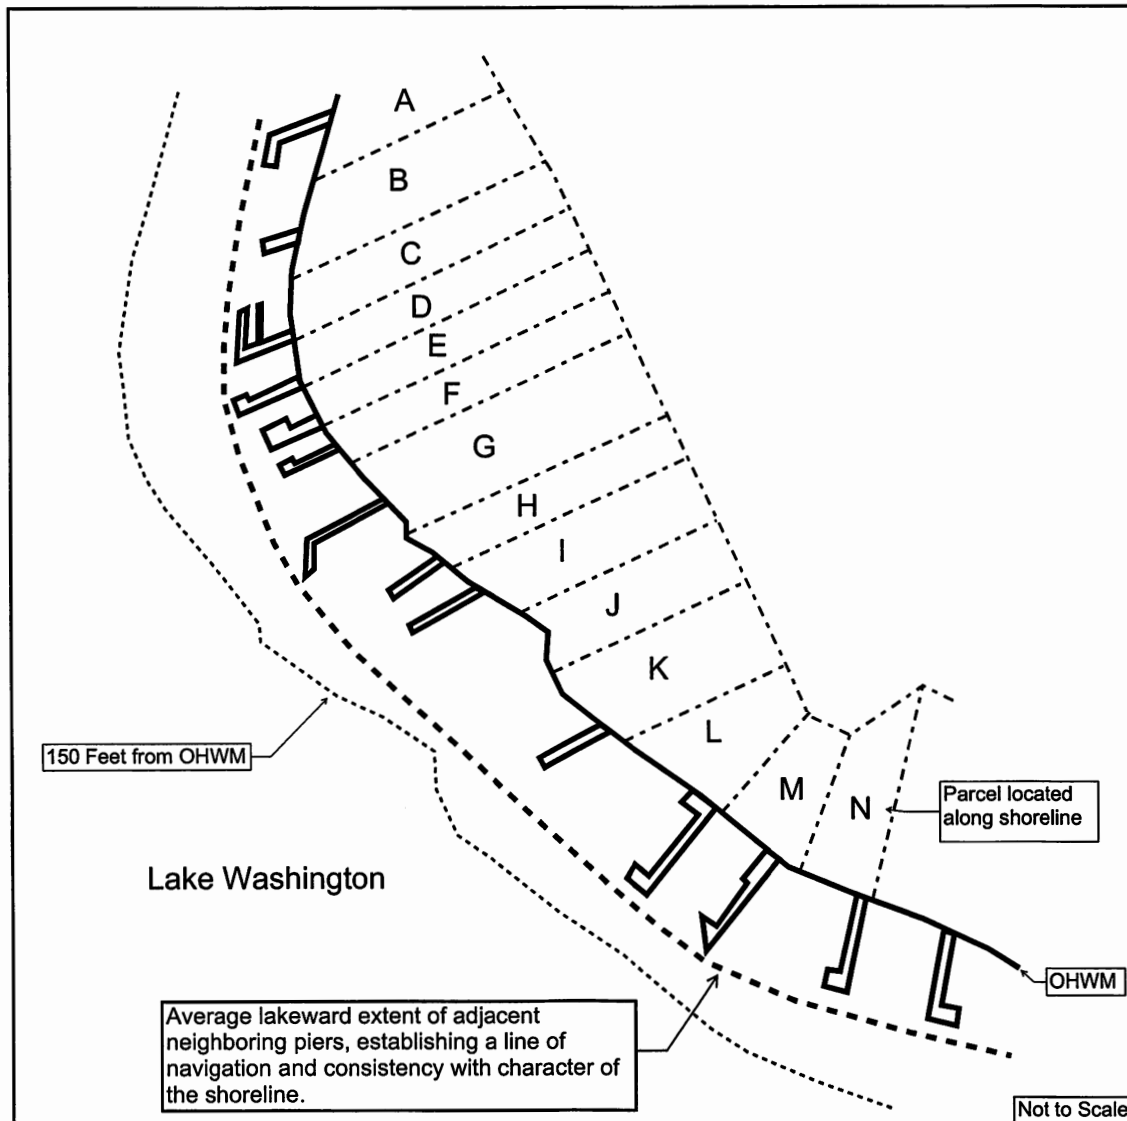 A
B
C
D
E
F
G
H
I
J
K
L
M
N
150 Feet from OHWM
Parcel located
along shoreline
Lake Washington
OHWM
Average lakeward extent of adjacent
neighboring piers, establishing a line of
navigation and consistency with character of
the shoreline.
Not to Scale